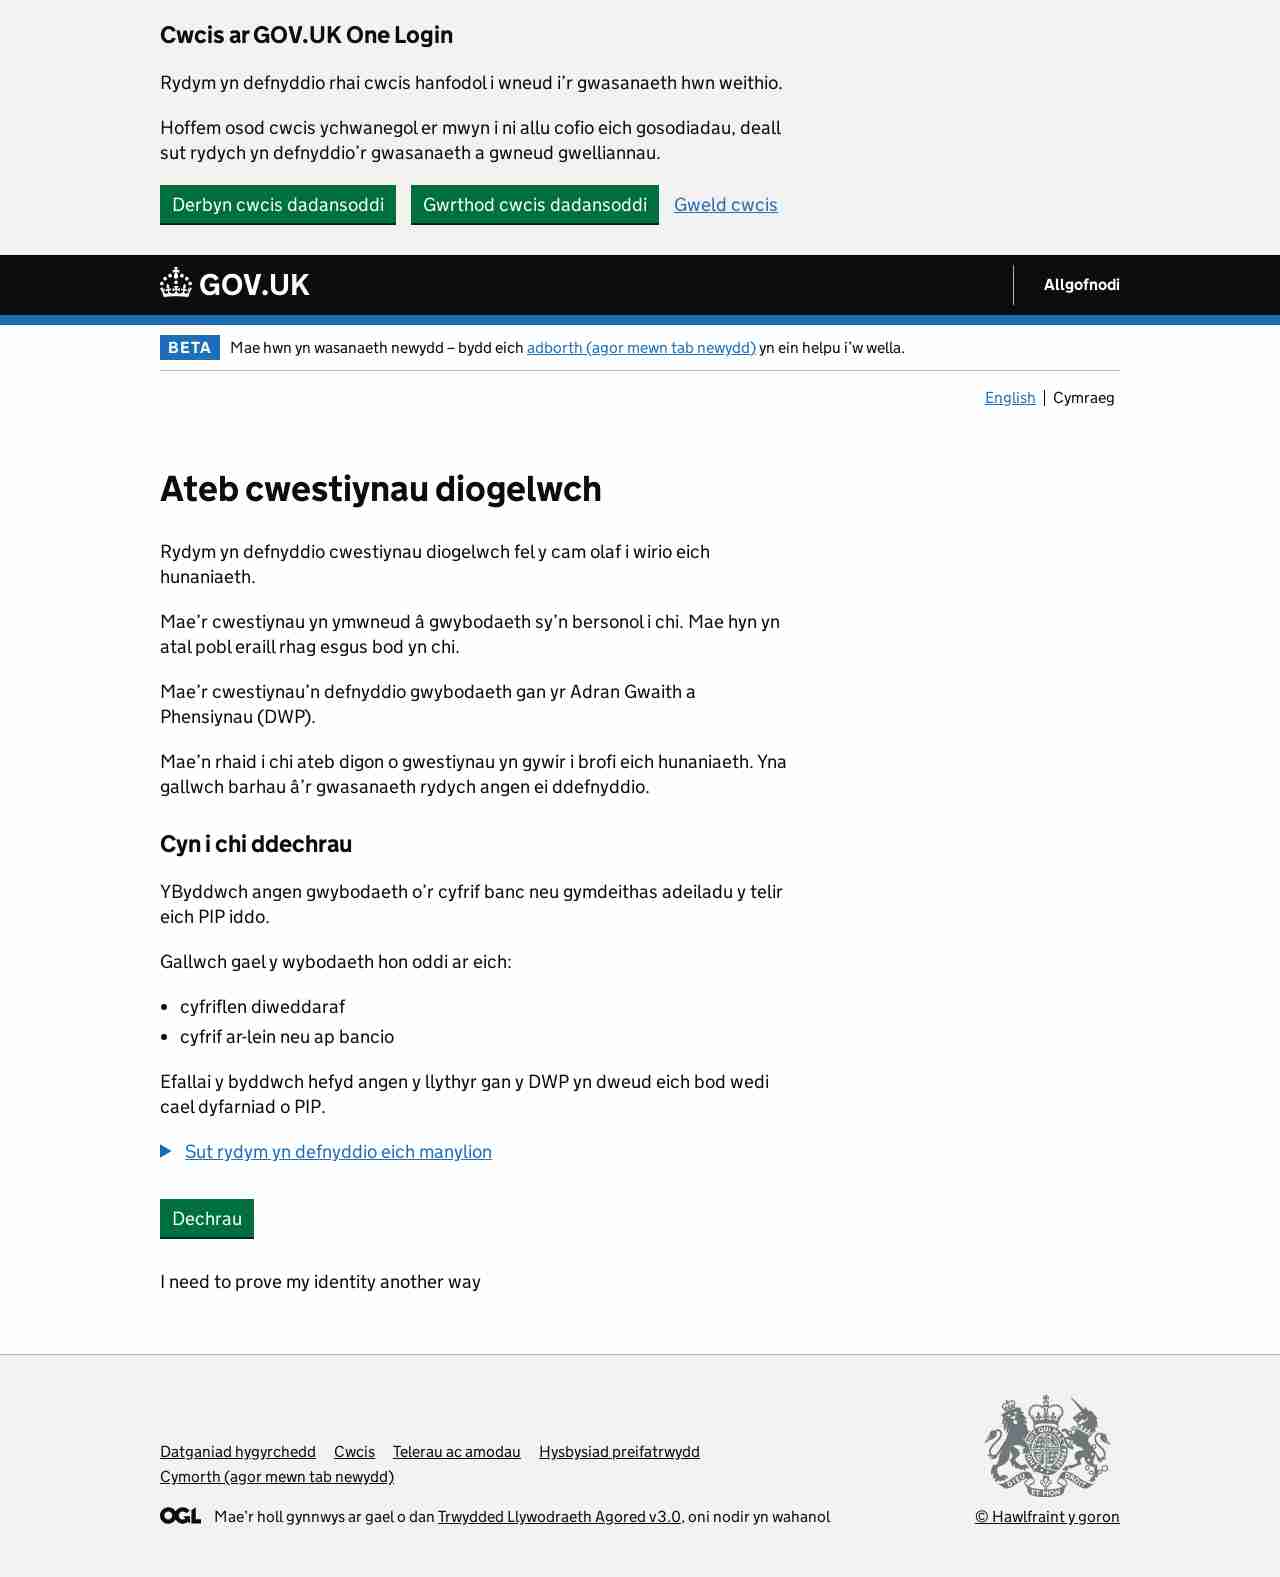 Cwcis ar GOV.UK One Login
Rydym yn defnyddio rhai cwcis hanfodol i wneud i’r gwasanaeth hwn weithio.
Hoffem osod cwcis ychwanegol er mwyn i ni allu cofio eich gosodiadau, deall
sut rydych yn defnyddio’r gwasanaeth a gwneud gwelliannau.
Derbyn cwcis dadansoddi Gwrthod cwcis dadansoddi Gweld cwcis
GOV.UK Allgofnodi
BETA Mae hwn yn wasanaeth newydd – bydd eich adborth (agor mewn tab newydd) yn ein helpu i’w wella.
English Cymraeg
Ateb cwestiynau diogelwch
Rydym yn defnyddio cwestiynau diogelwch fel y cam olaf i wirio eich
hunaniaeth.
Mae’r cwestiynau yn ymwneud â gwybodaeth sy’n bersonol i chi. Mae hyn yn
atal pobl eraill rhag esgus bod yn chi.
Mae’r cwestiynau’n defnyddio gwybodaeth gan yr Adran Gwaith a
Phensiynau (DWP).
Mae’n rhaid i chi ateb digon o gwestiynau yn gywir i brofi eich hunaniaeth. Yna
gallwch barhau â’r gwasanaeth rydych angen ei ddefnyddio.
Cyn i chi ddechrau
YByddwch angen gwybodaeth o’r cyfrif banc neu gymdeithas adeiladu y telir
eich PIP iddo.
Gallwch gael y wybodaeth hon oddi ar eich:
• cyfriflen diweddaraf
• cyfrif ar-lein neu ap bancio
Efallai y byddwch hefyd angen y llythyr gan y DWP yn dweud eich bod wedi
cael dyfarniad o PIP.
Sut rydym yn defnyddio eich manylion
Dechrau
I need to prove my identity another way
Datganiad hygyrchedd Cwcis Telerau ac amodau Hysbysiad preifatrwydd
Cymorth (agor mewn tab newydd)
OGL Mae’r holl gynnwys ar gael o dan Trwydded Llywodraeth Agored v3.0, oni nodir yn wahanol
© Hawlfraint y goron